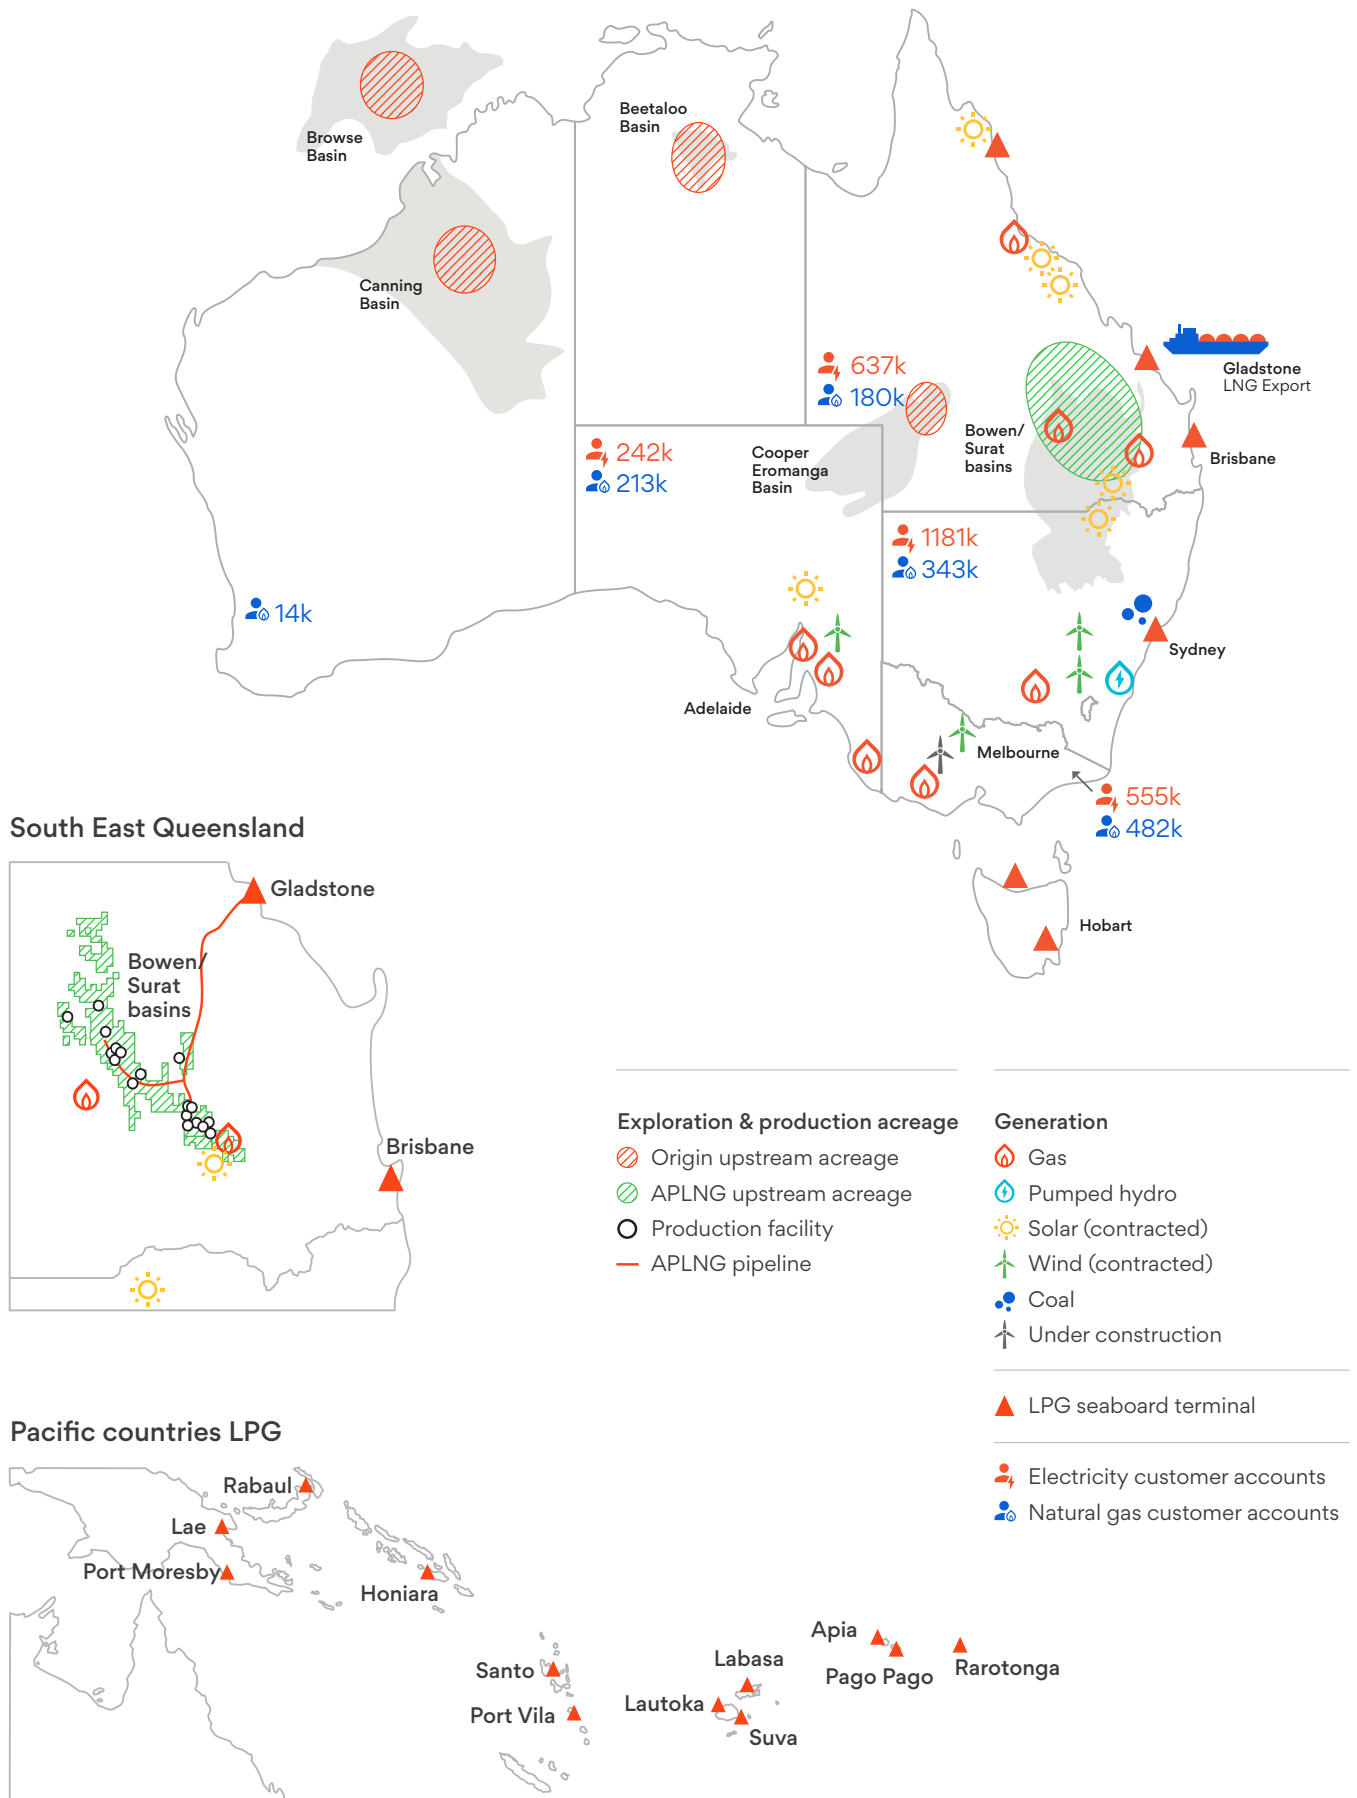 Browse
Basin
Beetaloo
Basin
Canning
Basin
637k
180k
Gladstone
LNG Export
Bowen/
Surat
basins
Brisbane
242k
213k
Cooper
Eromanga
Basin
1181k
343k
14k
Sydney
Adelaide
Melbourne
555k
482k
Hobart
South East Queensland
Gladstone
Bowen/
Surat
basins
Brisbane
Exploration & production acreage
Origin upstream acreage
APLNG upstream acreage
Production facility
APLNG pipeline
Generation
Gas
Pumped hydro
Solar (contracted)
Wind (contracted)
Coal
Under construction
LPG seaboard terminal
Electricity customer accounts
Natural gas customer accounts
Pacific countries LPG
Rabaul
Lae
Port Moresby
Honiara
Santo
Port Vila
Labasa
Lautoka
Suva
Apia
Pago Pago
Rarotonga